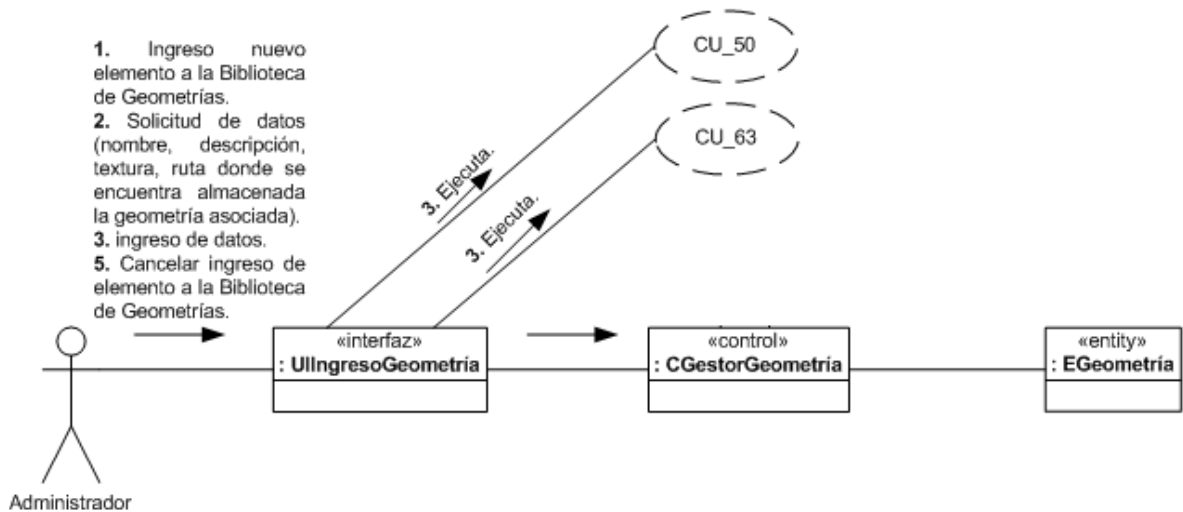 1. Ingreso nuevo
elemento a la Biblioteca
de Geometrías.
2. Solicitud de datos
(nombre, descripción,
textura, ruta donde se
encuentra almacenada
la geometría asociada).
3. ingreso de datos.
5. Cancelar ingreso de
elemento a la Biblioteca
de Geometrías.
CU_50
CU_63
3. Ejecuta.
3. Ejecuta.
«interfaz»
: UIIngresoGeometría
«control»
: CGestorGeometría
«entity»
: EGeometría
Administrador